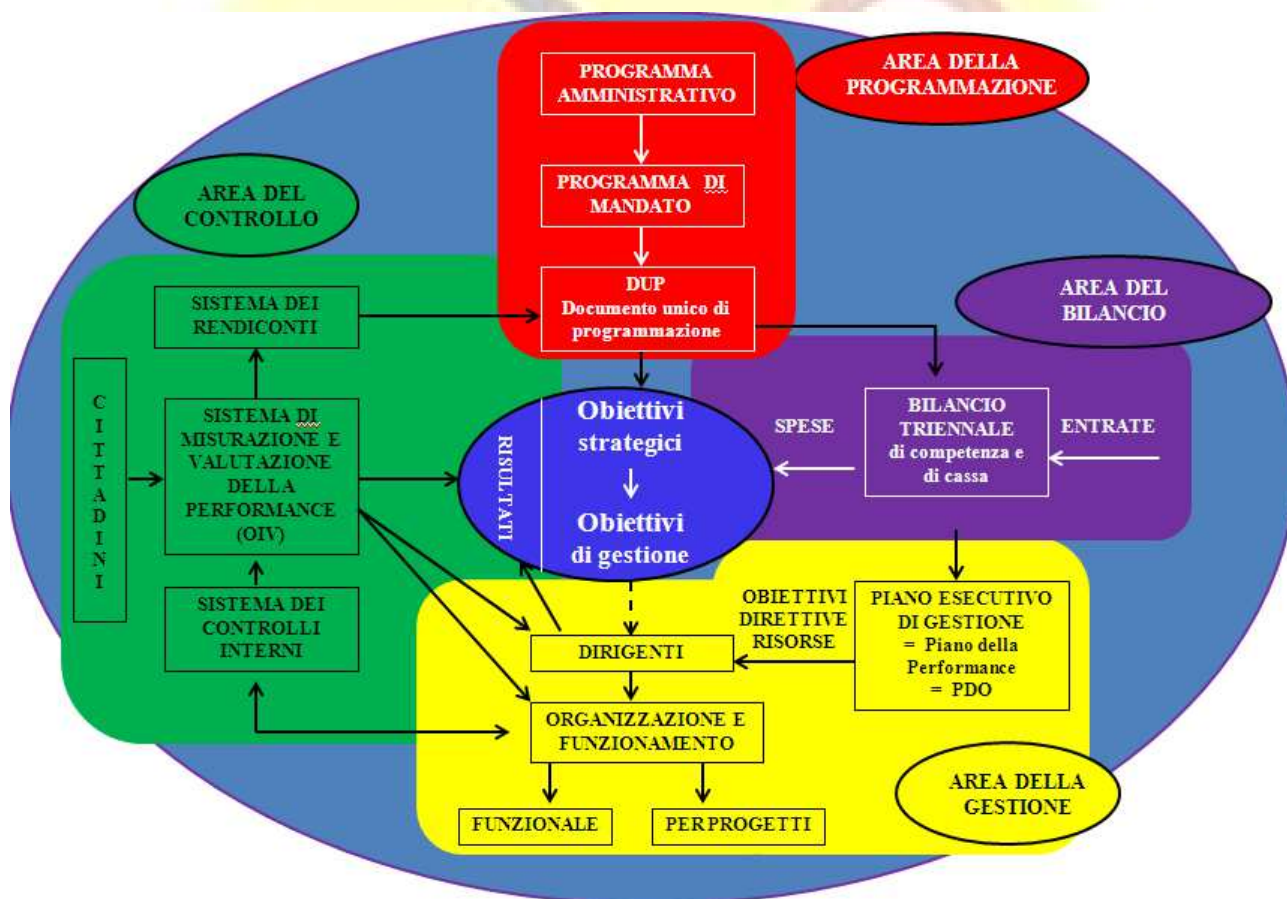 PROGRAMMA
AMMINISTRATIVO
AREA DELLA
PROGRAMMAZIONE
PROGRAMMA DI
MANDATO
AREA DEL
CONTROLLO
DUP
Documento unico di
programmazione
AREA DEL
BILANCIO
SISTEMA DEI
RENDICONTI
CITTADINI
SISTEMA DI
MISURAZIONE E
VALUTAZIONE
DELLA
PERFORMANCE
(OIV)
RISULTATI
Obiettivi
strategici
Obiettivi
di gestione
SPESE
BILANCIO
TRIENNALE
di competenza e
di cassa
ENTRATE
SISTEMA DEI
CONTROLLI
INTERNI
OBIETTIVI
DIRETTIVE
RISORSE
PIANO ESECUTIVO
DI GESTIONE
= Piano della
Performance
= PDO
DIRIGENTI
ORGANIZZAZIONE E
FUNZIONAMENTO
FUNZIONALE
PER PROGETTI
AREA DELLA
GESTIONE